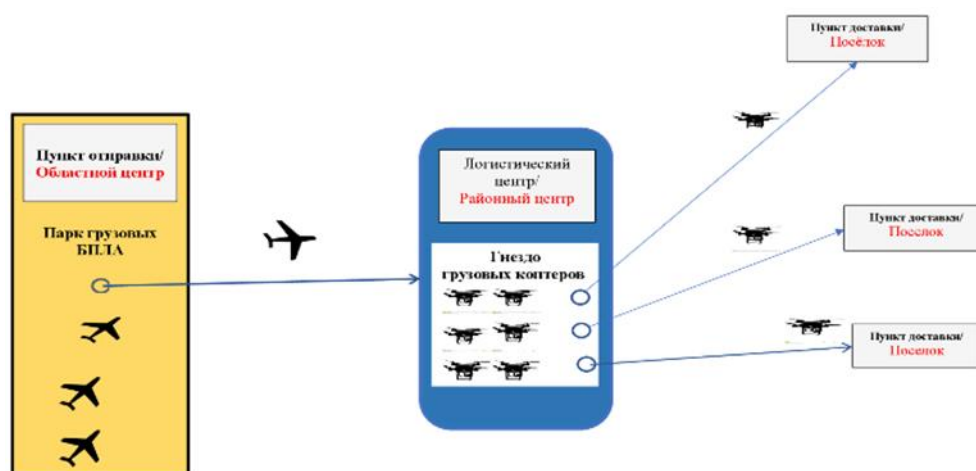 Пункт отправки/
Областной центр
Парк грузовых
БПЛА
Логистический
центр/
Районный центр
Гнездо
грузовых коптеров
Пункт доставки/
Посёлок
Пункт доставки/
Поселок
Пункт доставки/
Поселок